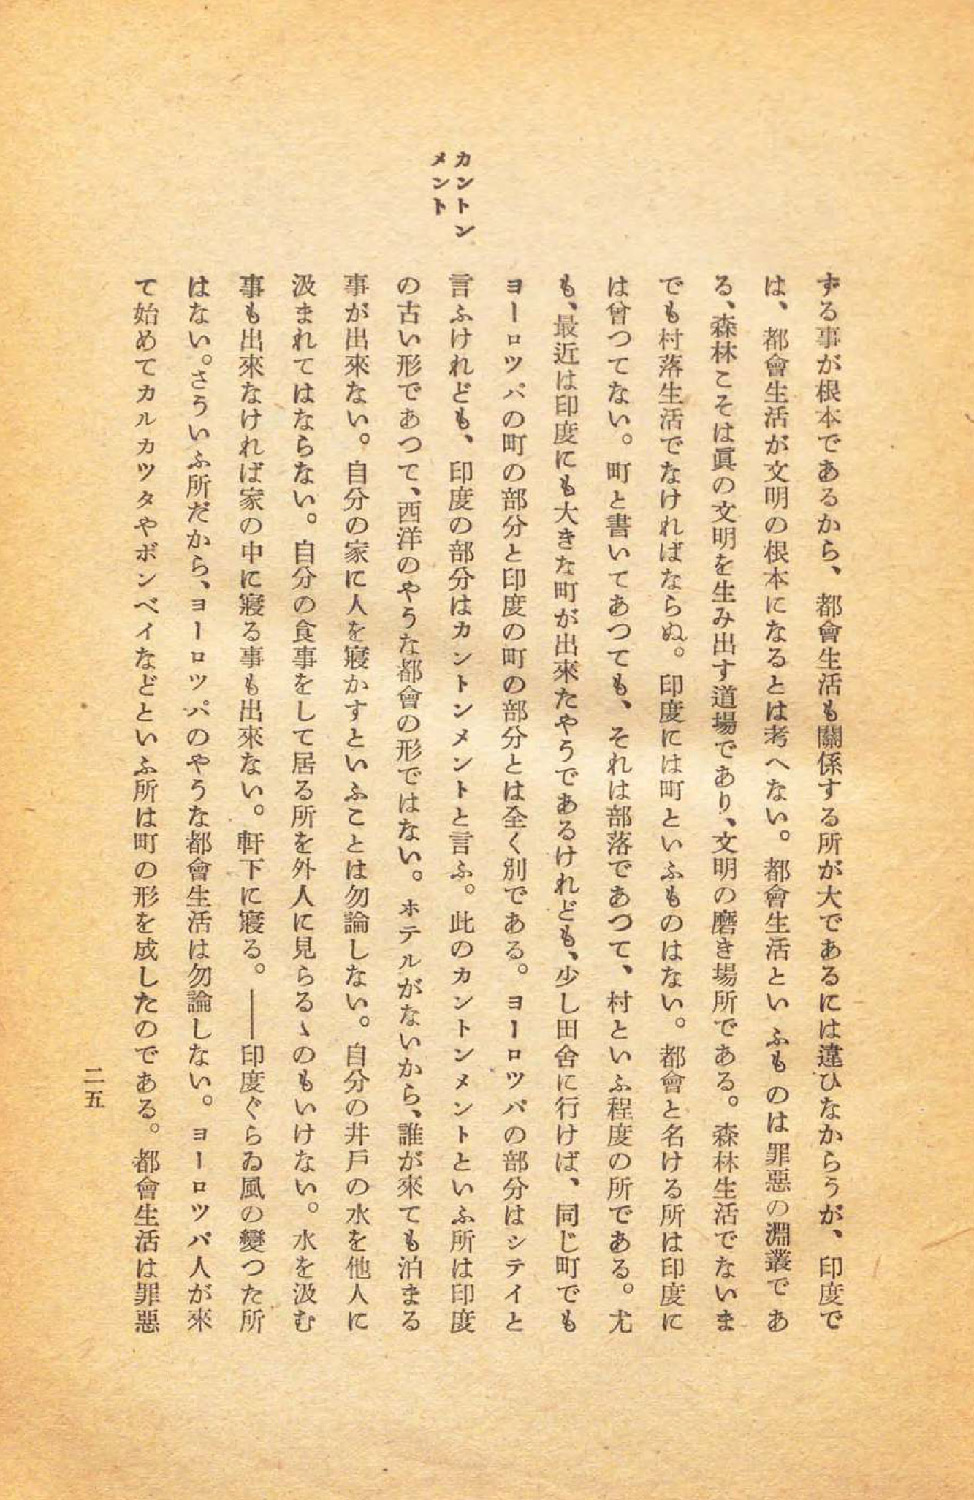 する事が根本であるから、都會生活も關係する所が大であるには違ひなからうが、印度で
は、都會生活が文明の根本になるとは考へない。都會生活といふものは罪惡の淵叢であ
る、森林こそは眞の文明を生み出す道場であり、文明の磨き場所である。森林生活でないま
でも村落生活でなければならぬ。印度には町といふものはない。都會と名ける所は印度に
は曾つてない。町と書いてあつても、それは部落であつて、村といふ程度の所である。尤
も、最近は印度にも大きな町が出來たやうであるけれども、少し田舍に行けば、同じ町でも
ヨーロツパの町の部分と印度の町の部分とは全く別である。ヨーロツパの部分はシテイと
カントン
メント
言ふけれども、印度の部分はカントンメントと言ふ。此のカントンメントといふ所は印度
の古い形であつて、西洋のやうな都會の形ではない。ホテルがないから、誰が來ても泊まる
事が出來ない。自分の家に人を寢かすといふことは勿論しない。自分の井戶の水を他人に
汲まれてはならない。自分の食事をして居る所を外人に見らるゝのもいけない。水を汲む
事も出來なければ家の中に寢る事も出來ない。軒下に寢る。――印度ぐらゐ風の變つた所
はない。さういふ所だから、ヨーロツパのやうな都會生活は勿論しない。ヨーロツパ人が來
て始めてカルカツタやボンベイなどといふ所は町の形を成したのである。都會生活は罪惡
二五